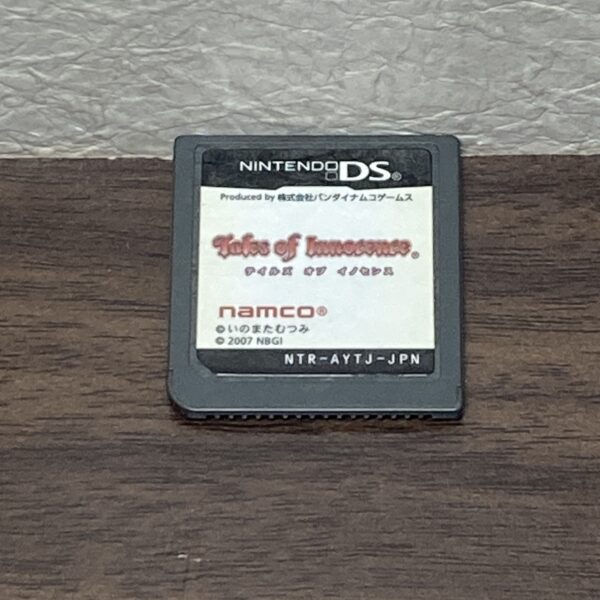 NINTENDO DS®
Produced by 株式会社バンダイナムコゲームス
Tales of Innocence®
テイルズ オブ イノセンス
namco®
©いのまたむつみ
© 2007 NBGI
NTR-AYTJ-JPN